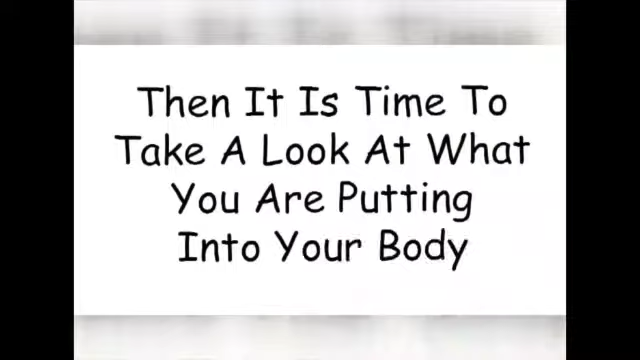 Then It Is Time To
Take A Look At What
You Are Putting
Into Your Body